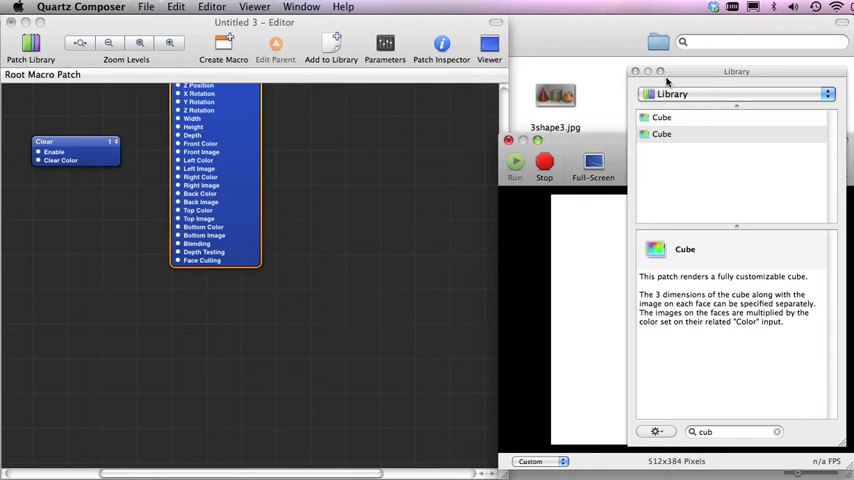 Quartz Composer File Edit Editor Viewer Window Help
Untitled 3 - Editor
Patch Library
Zoom Levels
Create Macro
Edit Parent
Add to Library
Parameters
Patch Inspector
Viewer
Root Macro Patch
Clear 1
Enable
Clear Color
Z Position
X Rotation
Y Rotation
Z Rotation
Width
Height
Depth
Front Color
Front Image
Left Color
Left Image
Right Color
Right Image
Back Color
Back Image
Top Color
Top Image
Bottom Color
Bottom Image
Blending
Depth Testing
Face Culling
3shape3.jpg
Run
Stop
Full-Screen
Custom
512x384 Pixels
n/a FPS
Library
Library
Cube
Cube
Cube
This patch renders a fully customizable cube.
The 3 dimensions of the cube along with the
image on each face can be specified separately.
The images on the faces are multiplied by the
color set on their related "Color" input.
cub